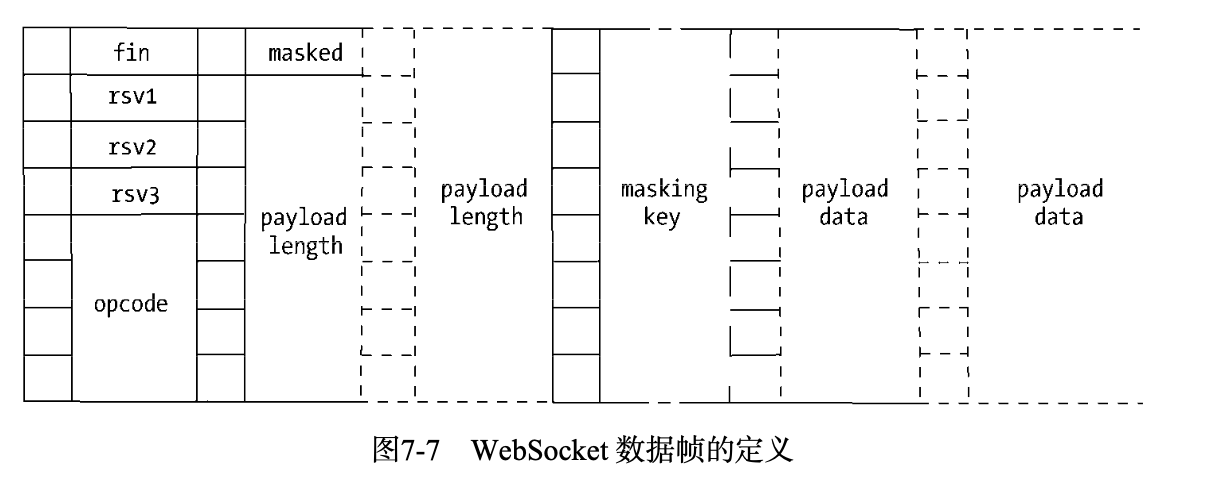 fin
rsv1
rsv2
rsv3
opcode
masked
payload
length
payload
length
masking
key
payload
data
payload
data
图7-7 WebSocket 数据帧的定义